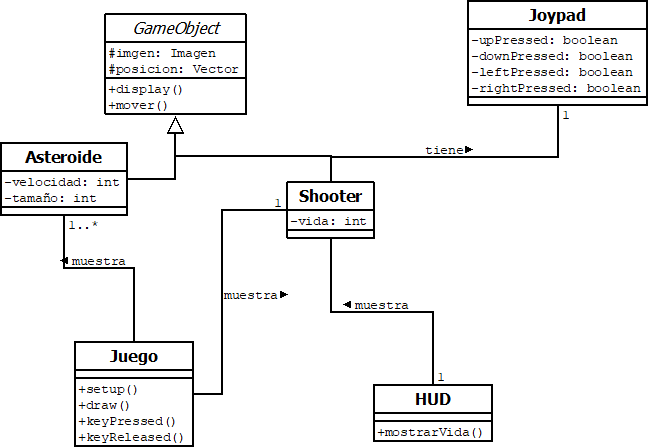 GameObject
#imgen: Imagen
#posicion: Vector
+display()
+mover()
Joypad
-upPressed: boolean
-downPressed: boolean
-leftPressed: boolean
-rightPressed: boolean
1
tiene
Asteroide
-velocidad: int
-tamaño: int
1..*
Shooter
-vida: int
1
muestra
muestra
muestra
Juego
+setup()
+draw()
+keyPressed()
+keyReleased()
1
HUD
+mostrarVida()